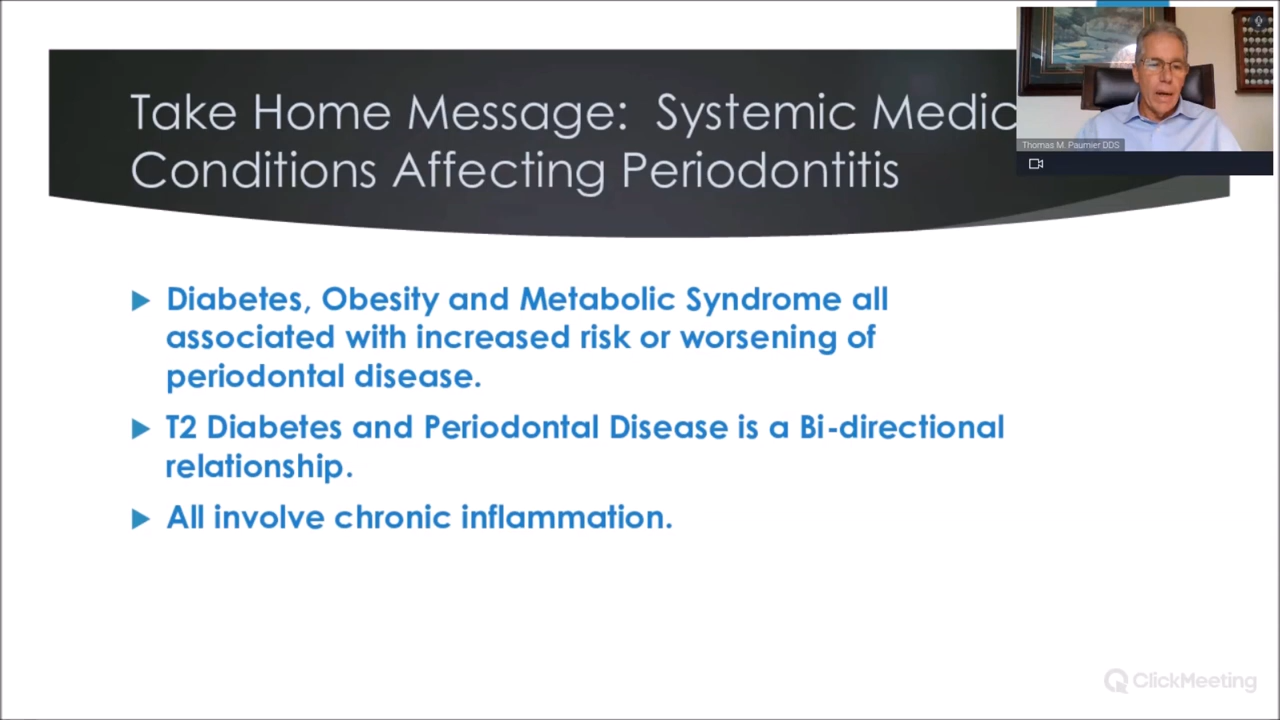 Take Home Message: Systemic Medic
Conditions Affecting Periodontitis
Thomas M. Paumier DDS
Diabetes, Obesity and Metabolic Syndrome all
associated with increased risk or worsening of
periodontal disease.
T2 Diabetes and Periodontal Disease is a Bi-directional
relationship.
All involve chronic inflammation.
ClickMeeting